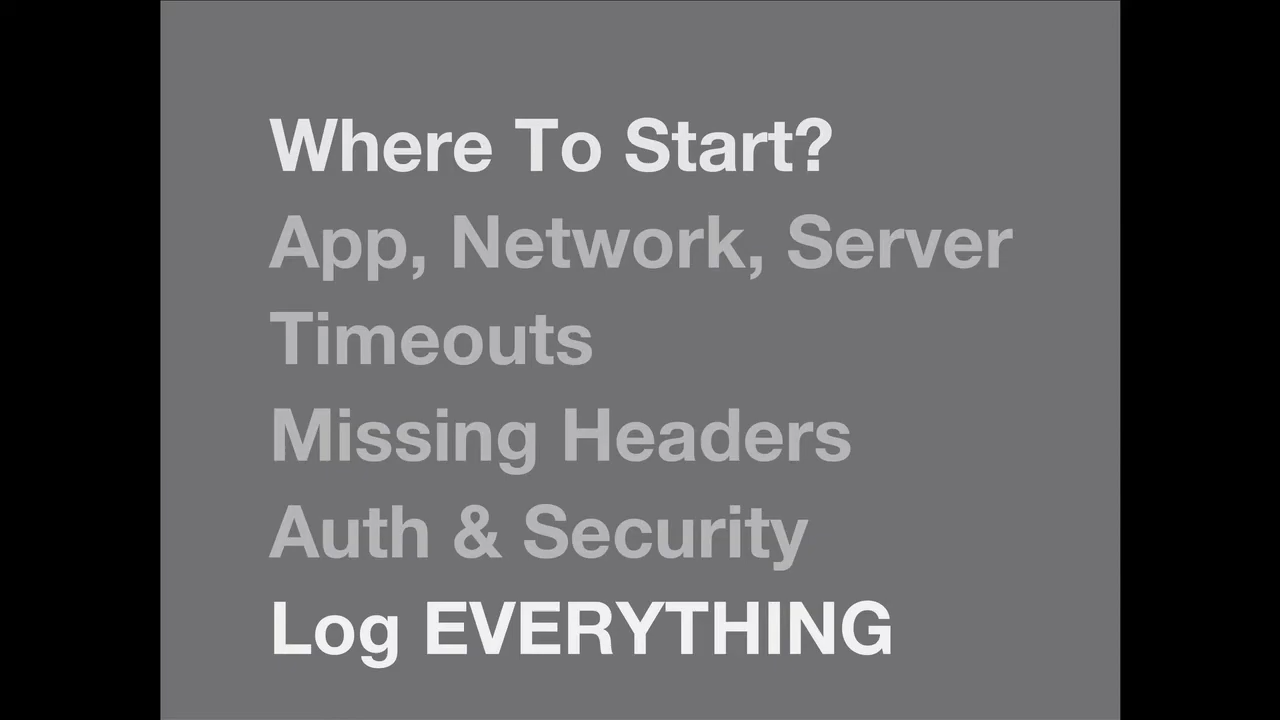 Where To Start?
App, Network, Server
Timeouts
Missing Headers
Auth & Security
Log EVERYTHING